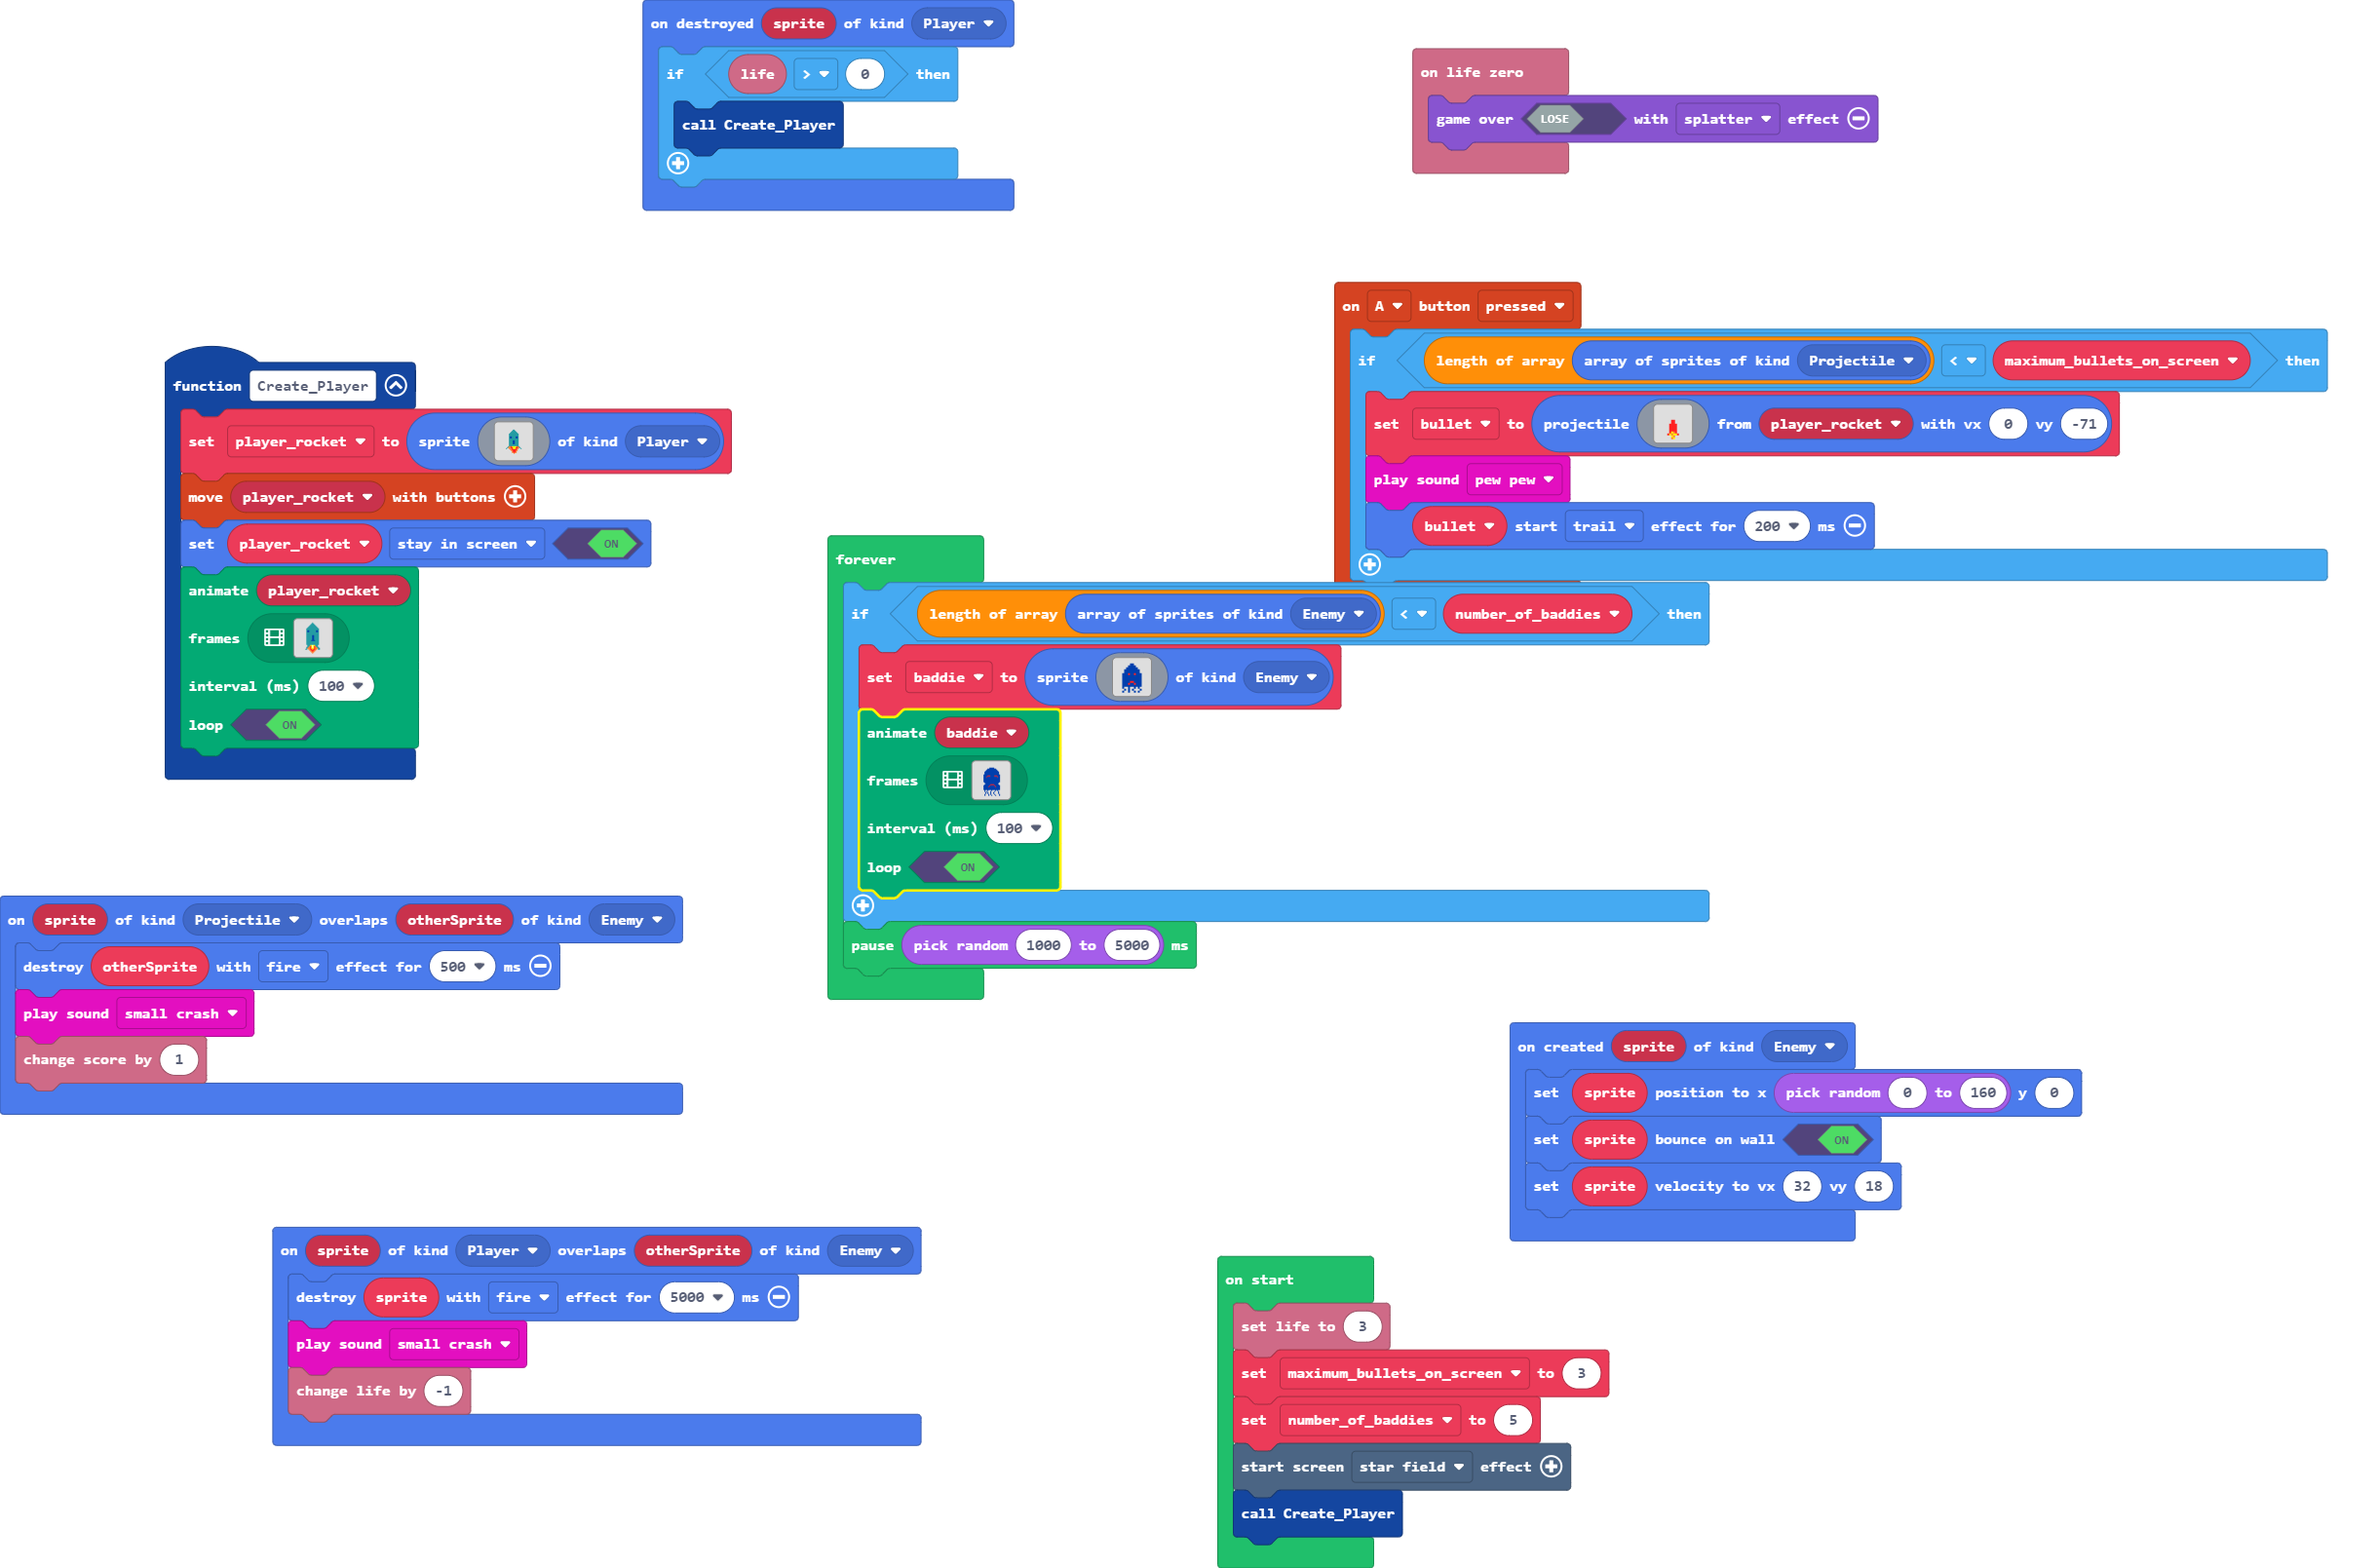 on destroyed sprite of kind Player
if life > 0 then
call Create_Player
on life zero
game over LOSE with splatter effect
function Create_Player
set player_rocket to sprite of kind Player
move player_rocket with buttons
set player_rocket stay in screen ON
animate player_rocket
frames
interval (ms) 100
loop ON
on A button pressed
if length of array array of sprites of kind Projectile < maximum_bullets_on_screen then
set bullet to projectile from player_rocket with vx 0 vy -71
play sound pew pew
bullet start trail effect for 200 ms
forever
if length of array array of sprites of kind Enemy < number_of_baddies then
set baddie to sprite of kind Enemy
animate baddie
frames
interval (ms) 100
loop ON
pause pick random 1000 to 5000 ms
on sprite of kind Projectile overlaps otherSprite of kind Enemy
destroy otherSprite with fire effect for 500 ms
play sound small crash
change score by 1
on created sprite of kind Enemy
set sprite position to x pick random 0 to 160 y 0
set sprite bounce on wall ON
set sprite velocity to vx 32 vy 18
on sprite of kind Player overlaps otherSprite of kind Enemy
destroy sprite with fire effect for 5000 ms
play sound small crash
change life by -1
on start
set life to 3
set maximum_bullets_on_screen to 3
set number_of_baddies to 5
start screen star field effect
call Create_Player